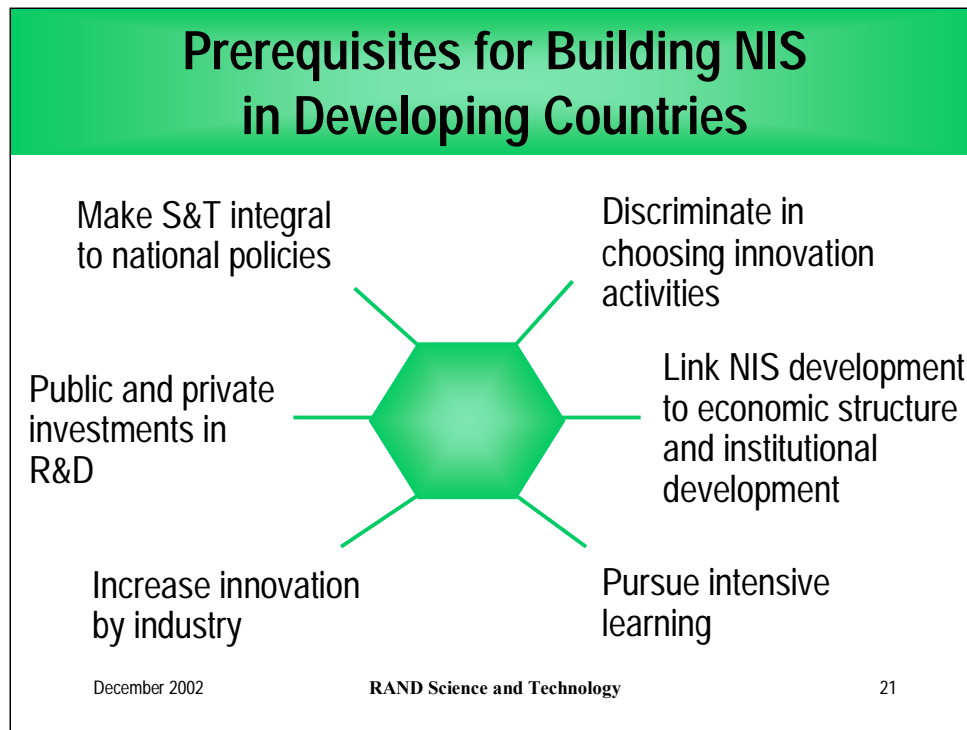 Prerequisites for Building NIS
in Developing Countries
Make S&T integral
to national policies
Discriminate in
choosing innovation
activities
Public and private
investments in
R&D
Link NIS development
to economic structure
and institutional
development
Increase innovation
by industry
Pursue intensive
learning
December 2002
RAND Science and Technology
21